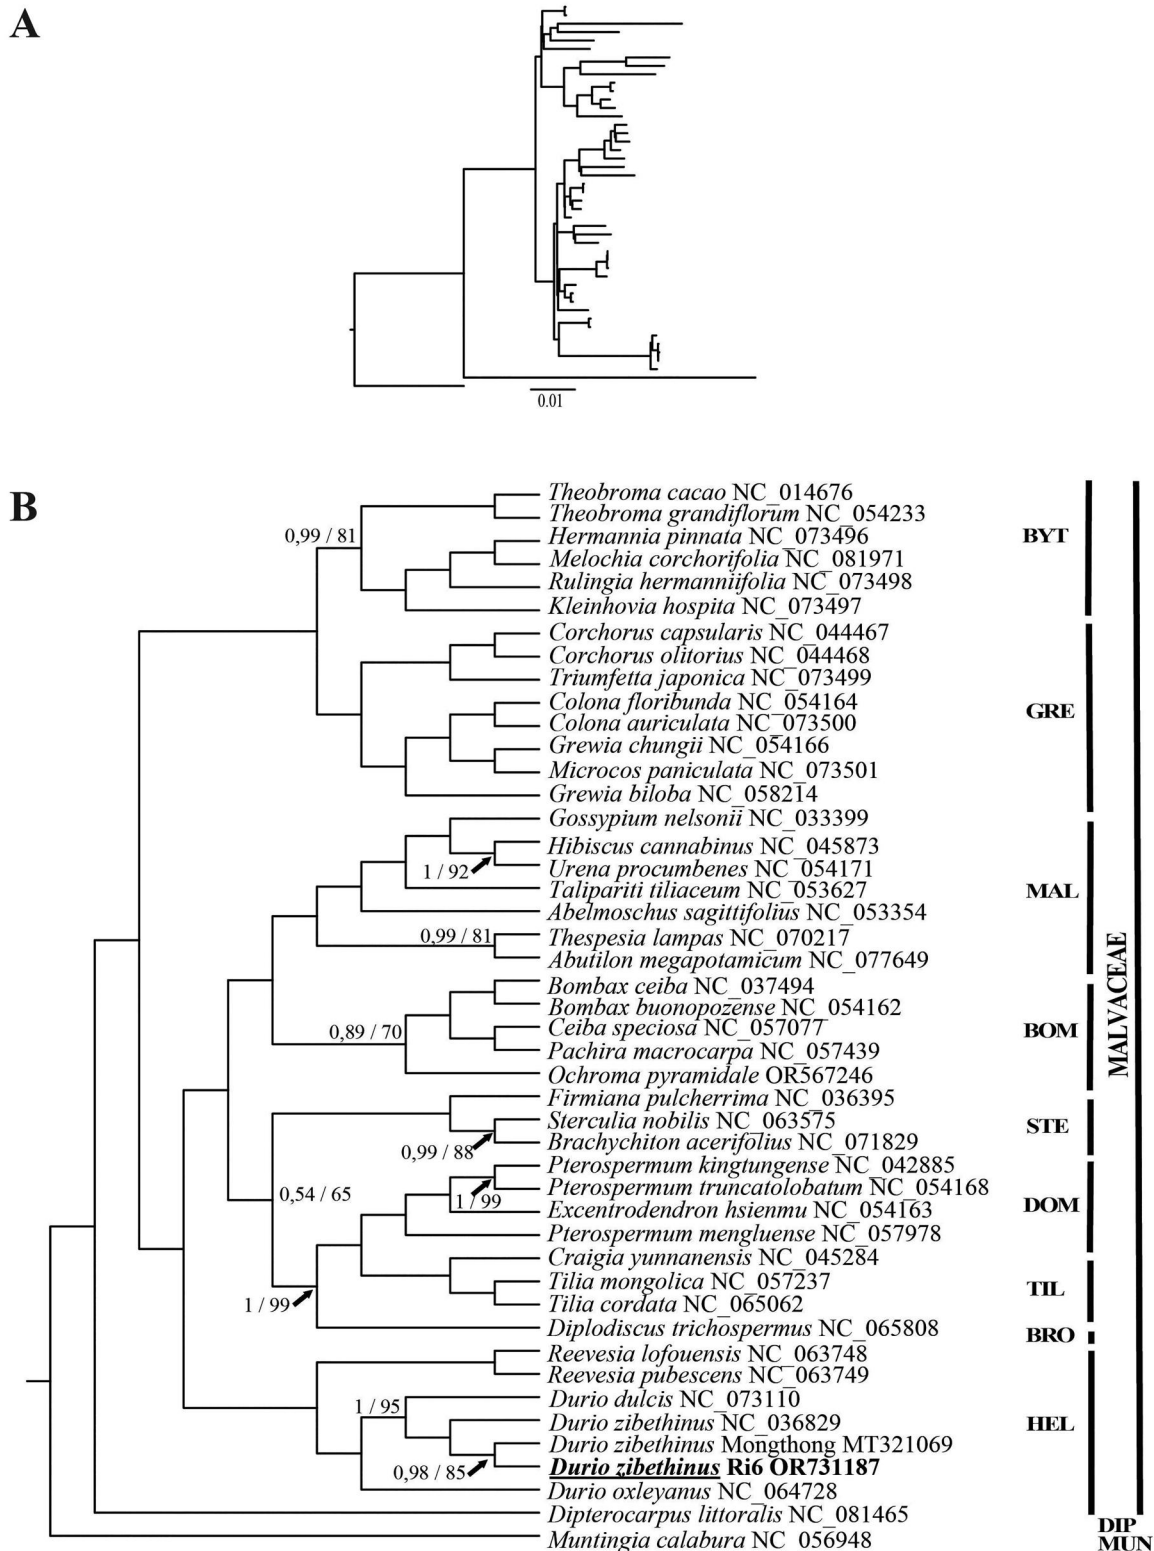 A
0.01
B
Theobroma cacao NC_014676
Theobroma grandiflorum NC_054233
0,99 / 81
Hermannia pinnata NC_073496
BYT
Melochia corchorifolia NC_081971
Rulingia hermanniifolia NC_073498
Kleinhovia hospita NC_073497
Corchorus capsularis NC_044467
Corchorus olitorius NC_044468
Triumfetta japonica NC_073499
Colona floribunda NC_054164
GRE
Colona auriculata NC_073500
Grewia chungii NC_054166
Microcos paniculata NC_073501
Grewia biloba NC_058214
Gossypium nelsonii NC_033399
Hibiscus cannabinus NC_045873
1 / 92
Urena procumbenes NC_054171
Talipariti tiliaceum NC_053627
MAL
Abelmoschus sagittifolius NC_053354
0,99 / 81
Thespesia lampas NC_070217
Abutilon megapotamicum NC_077649
Bombax ceiba NC_037494
Bombax buonopozense NC_054162
0,89 / 70
Ceiba speciosa NC_057077
BOM
MALVACEAE
Pachira macrocarpa NC_057439
Ochroma pyramidale OR567246
Firmiana pulcherrima NC_036395
Sterculia nobilis NC_063575
STE
0,99 / 88
Brachychiton acerifolius NC_071829
Pterospermum kingtungense NC_042885
0,54 / 65
1 / 99
Pterospermum truncatolobatum NC_054168
Excentrodendron hsienmu NC_054163
DOM
Pterospermum mengluense NC_057978
Craigia yunnanensis NC_045284
Tilia mongolica NC_057237
TIL
1 / 99
Tilia cordata NC_065062
Diplodiscus trichospermus NC_065808
BRO
Reevesia lofouensis NC_063748
Reevesia pubescens NC_063749
1 / 95
Durio dulcis NC_073110
Durio zibethinus NC_036829
HEL
Durio zibethinus Mongthong MT321069
0,98 / 85
Durio zibethinus Ri6 OR731187
Durio oxleyanus NC_064728
Dipterocarpus littoralis NC_081465
DIP
Muntingia calabura NC_056948
MUN